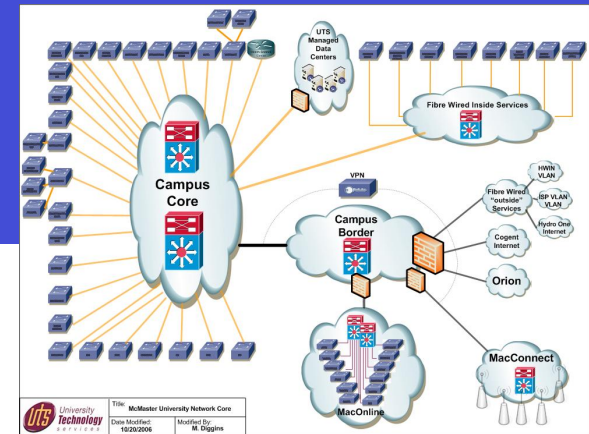 UTS
Managed
Data
Centers
Fibre Wired Inside Services
Campus
Core
VPN
Campus
Border
Fibre Wired
"outside"
Services
HWIN
VLAN
ISP VLAN
VLAN
Hydro One
Internet
Cogent
Internet
Orion
MacOnline
MacConnect
UTS
University
Technology
services
Title:
McMaster University Network Core
Date Modified:
10/20/2006
Modified By:
M. Diggins